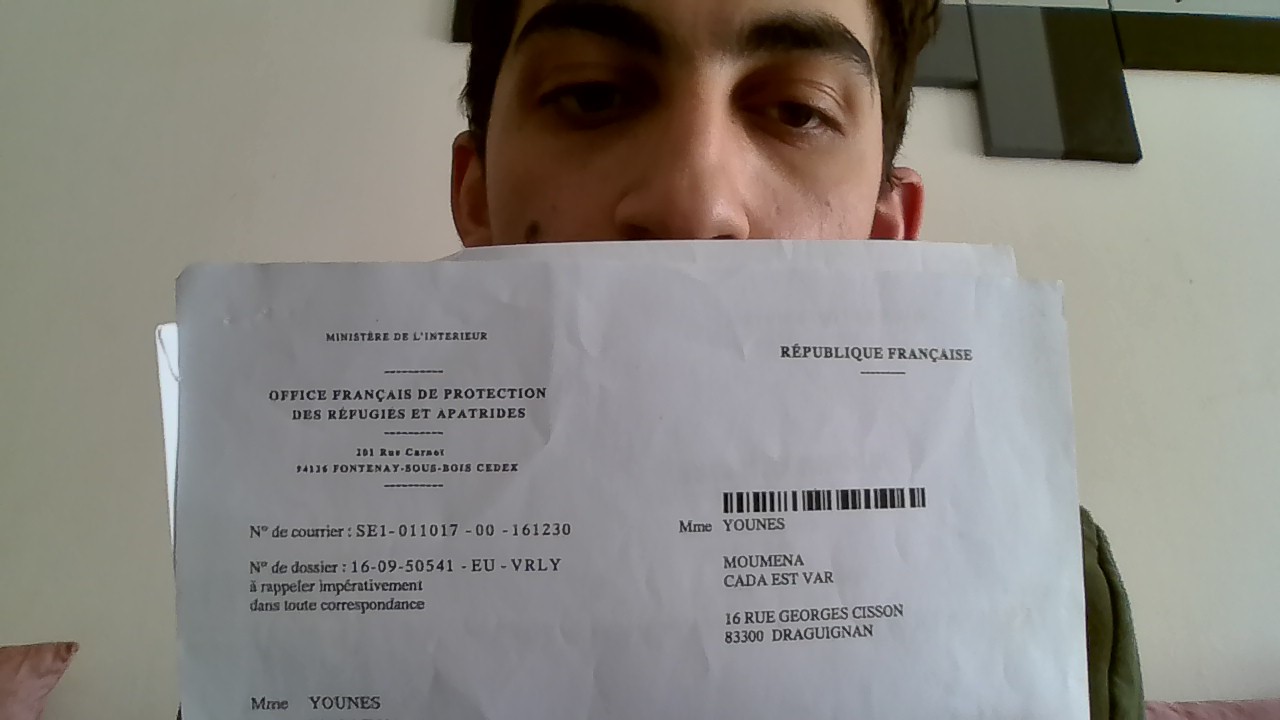 MINISTÈRE DE L'INTERIEUR
RÉPUBLIQUE FRANÇAISE
OFFICE FRANÇAIS DE PROTECTION
DES RÉFUGIÉS ET APATRIDES
201 Rue Carnot
94136 FONTENAY-SOUS-BOIS CEDEX
N° de courrier : SE1- 011017 - 00 - 161230
Mme YOUNES
N° de dossier : 16-09-50541 - EU - VRLY
à rappeler impérativement
dans toute correspondance
MOUMENA
CADA EST VAR
16 RUE GEORGES CISSON
83300 DRAGUIGNAN
Mme YOUNES